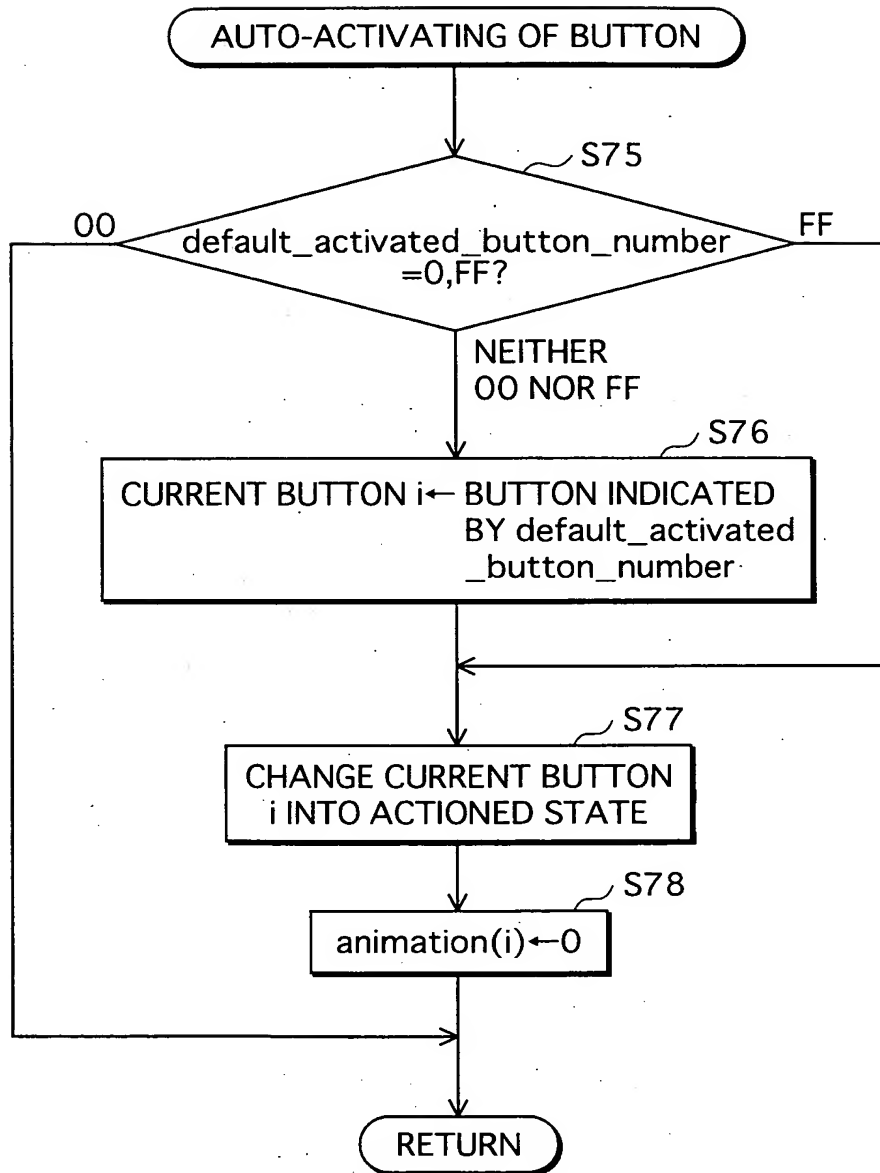 AUTO-ACTIVATING OF BUTTON
S75
00
default_activated_button_number
=0,FF?
FF
NEITHER
00 NOR FF
S76
CURRENT BUTTON i← BUTTON INDICATED
BY default_activated
_button_number
S77
CHANGE CURRENT BUTTON
i INTO ACTIONED STATE
S78
animation(i)←0
RETURN